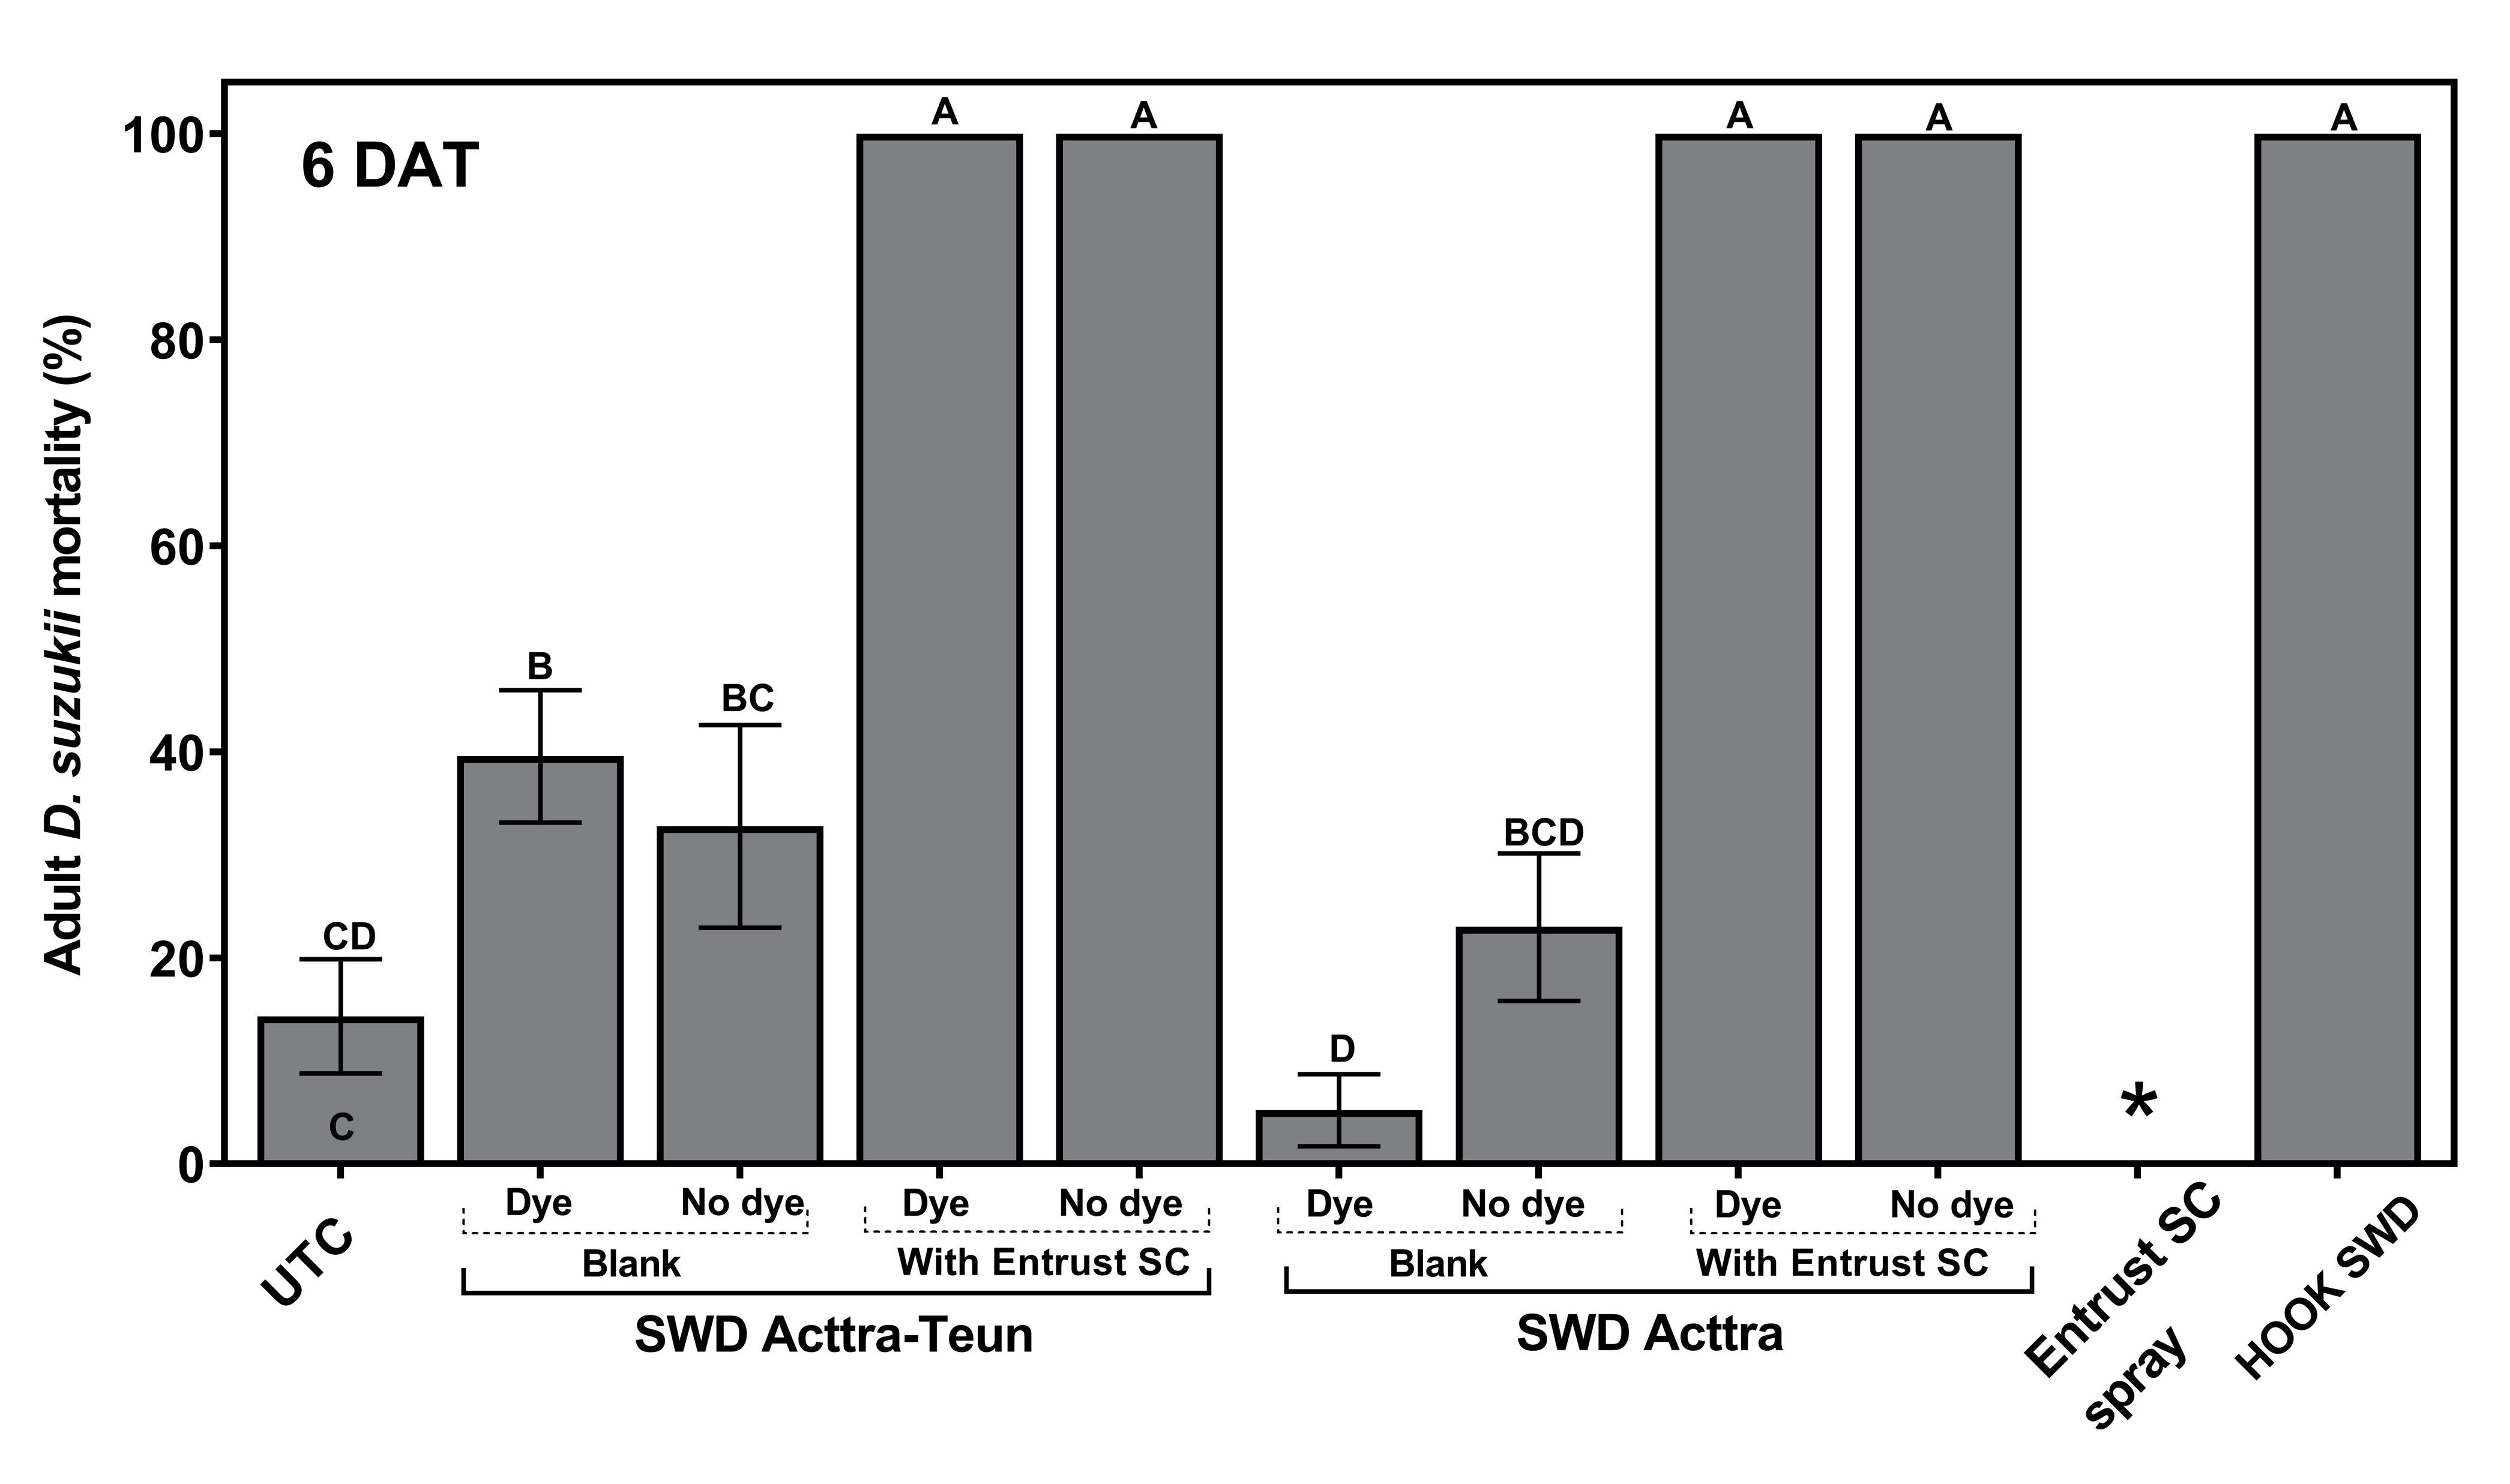 6 DAT
Adult D. suzukii mortality (%)
100
80
60
40
20
0
A
A
A
A
A
B
BC
BCD
CD
D
C
*
Dye
No dye
Dye
No dye
Dye
No dye
Dye
No dye
Blank
With Entrust SC
Blank
With Entrust SC
SWD Acttra-Teun
SWD Acttra
UTC
Entrust SC
spray
HOOK SWD